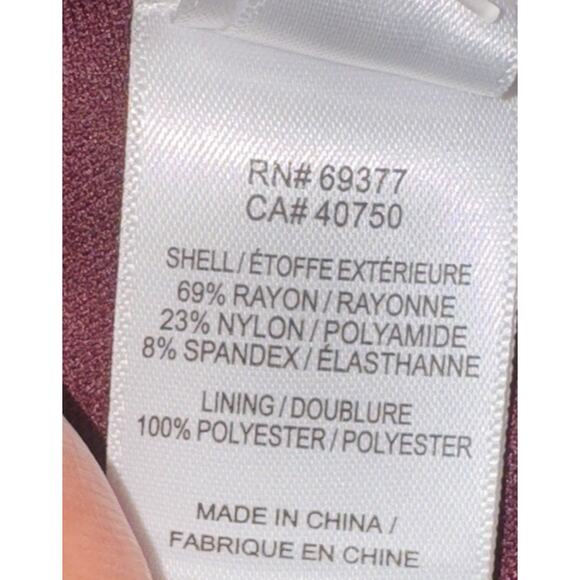 RN# 69377
CA# 40750
SHELL / ÉTOFFE EXTÉRIEURE
69% RAYON / RAYONNE
23% NYLON / POLYAMIDE
8% SPANDEX / ÉLASTHANNE
LINING / DOUBLURE
100% POLYESTER / POLYESTER
MADE IN CHINA /
FABRIQUE EN CHINE